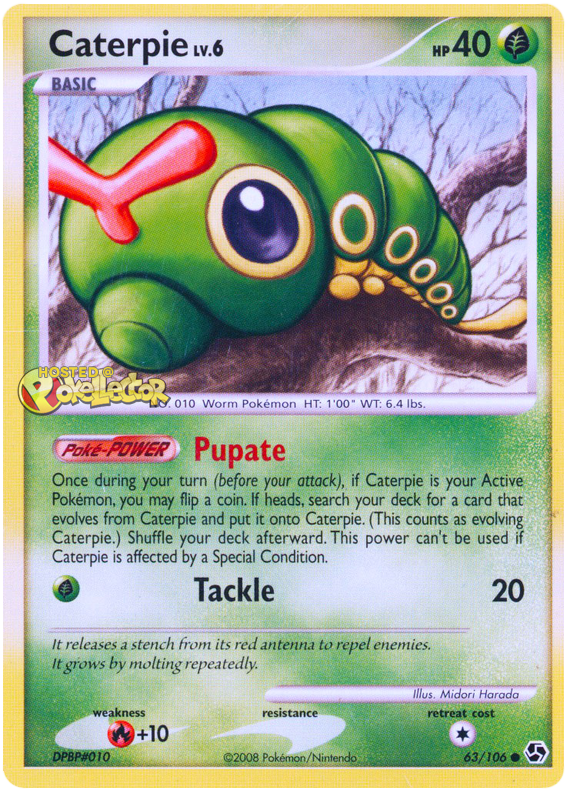 Caterpie LV.6 HP 40
BASIC
HOSTED @
POKéLLECTOR
. 010 Worm Pokémon HT: 1'00" WT: 6.4 lbs.
Poké-POWER Pupate
Once during your turn (before your attack), if Caterpie is your Active
Pokémon, you may flip a coin. If heads, search your deck for a card that
evolves from Caterpie and put it onto Caterpie. (This counts as evolving
Caterpie.) Shuffle your deck afterward. This power can't be used if
Caterpie is affected by a Special Condition.
Tackle 20
It releases a stench from its red antenna to repel enemies.
It grows by molting repeatedly.
Illus. Midori Harada
weakness resistance retreat cost
+10
DPBP#010 ©2008 Pokémon/Nintendo 63/106